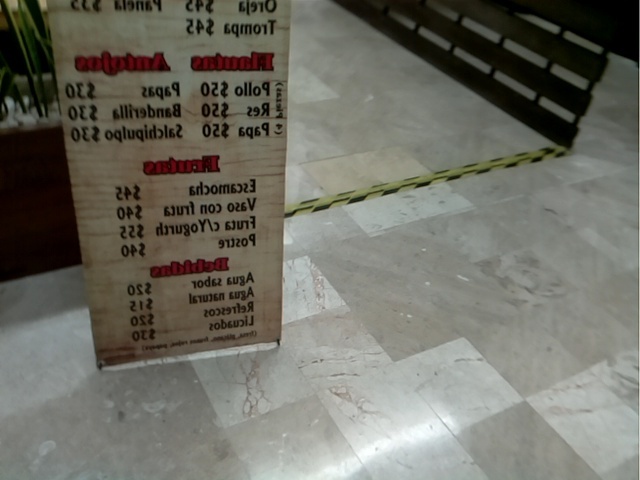 Oreja $45 Panela $35
Trompa $45
Flautas Antojos
Pollo $50 Papas $30
Res $50 Banderilla $30
Papa $50 Salchipulpo $30
Frutas
Escamocha $45
Vaso con fruta $40
Fruta c/Yogurth $55
Postre $40
Bebidas
Agua sabor $20
Agua natural $15
Refrescos $20
Licuados $30